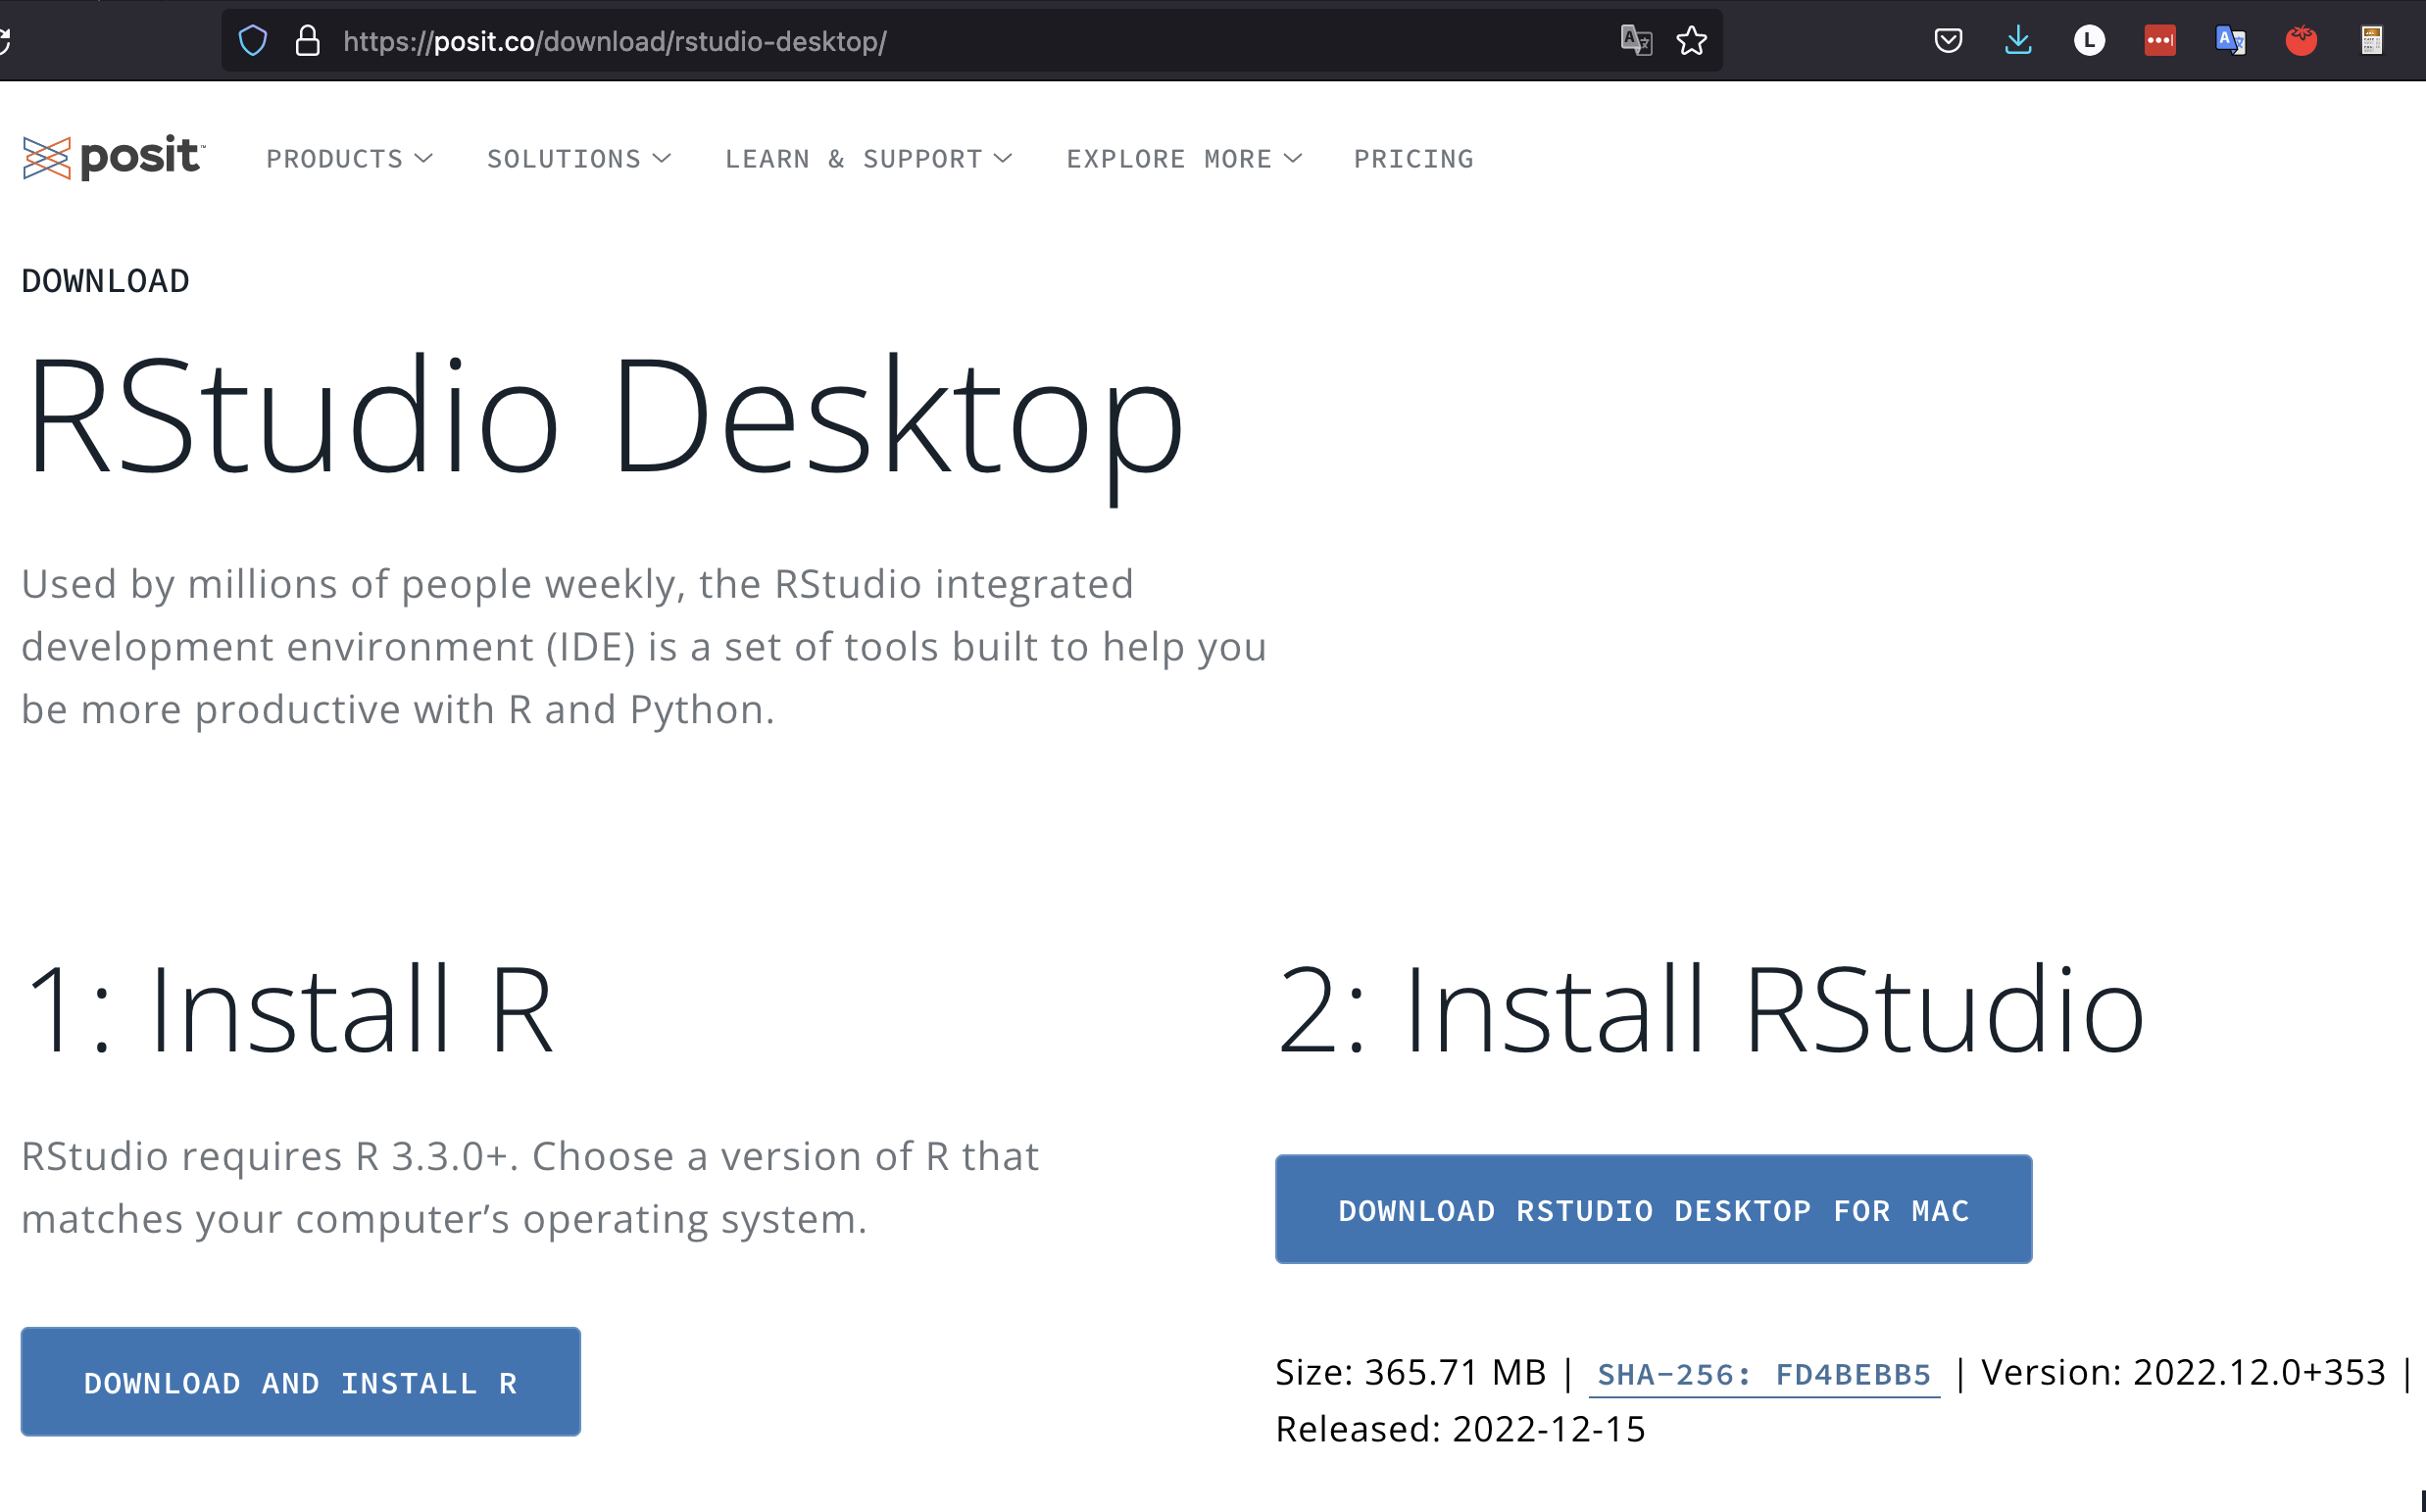 https://posit.co/download/rstudio-desktop/
L
posit™
PRODUCTS SOLUTIONS LEARN & SUPPORT EXPLORE MORE PRICING
DOWNLOAD
RStudio Desktop
Used by millions of people weekly, the RStudio integrated
development environment (IDE) is a set of tools built to help you
be more productive with R and Python.
1: Install R
RStudio requires R 3.3.0+. Choose a version of R that
matches your computer’s operating system.
DOWNLOAD AND INSTALL R
2: Install RStudio
DOWNLOAD RSTUDIO DESKTOP FOR MAC
Size: 365.71 MB | SHA-256: FD4BEBB5 | Version: 2022.12.0+353 |
Released: 2022-12-15